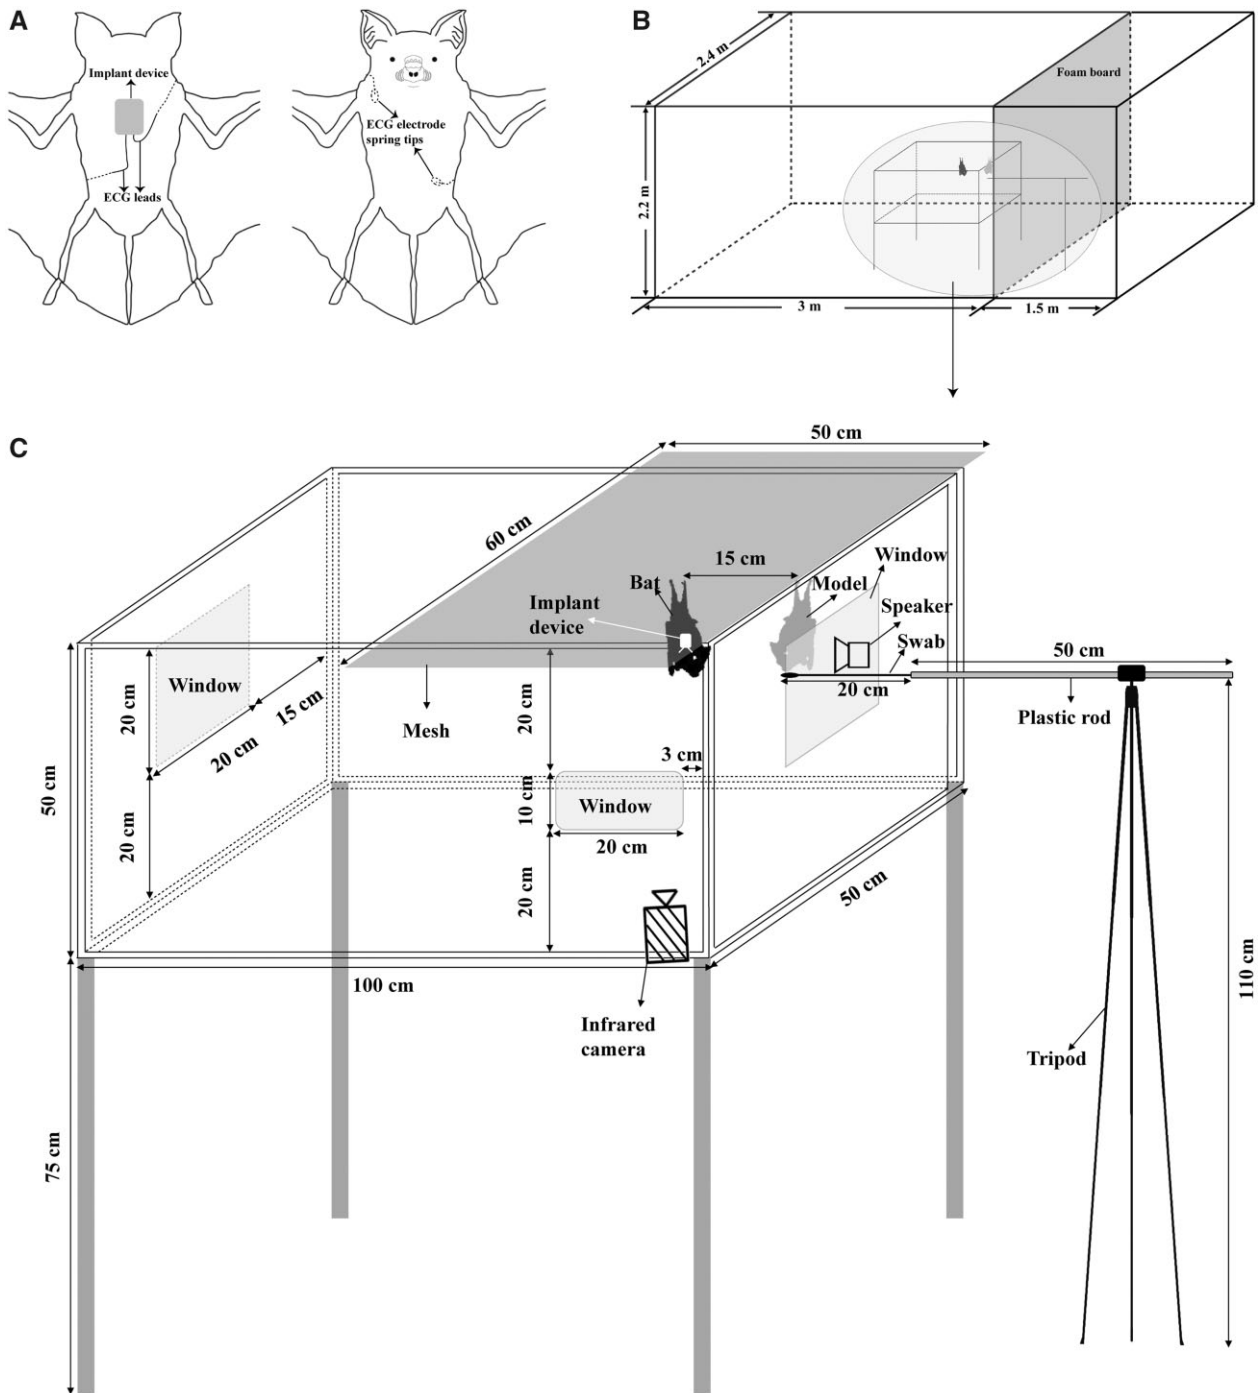 A
Implant device
ECG leads
ECG electrode
spring tips
B
2.4 m
Foam board
2.2 m
3 m
1.5 m
C
50 cm
60 cm
15 cm
Window
Bat
Model
Implant
device
Speaker
Swab
50 cm
20 cm
Plastic rod
Window
20 cm
15 cm
20 cm
Mesh
20 cm
3 cm
50 cm
10 cm
Window
20 cm
20 cm
20 cm
50 cm
100 cm
Infrared
camera
Tripod
110 cm
75 cm